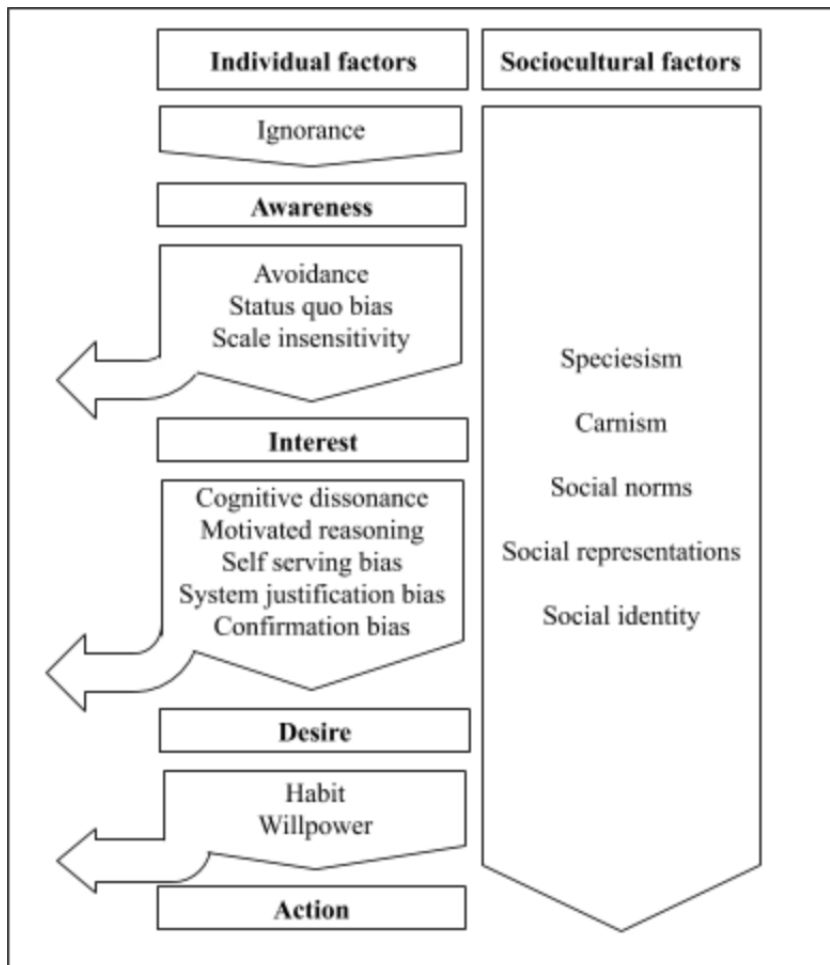 Individual factors
Sociocultural factors
Ignorance
Awareness
Avoidance
Status quo bias
Scale insensitivity
Interest
Cognitive dissonance
Motivated reasoning
Self serving bias
System justification bias
Confirmation bias
Desire
Habit
Willpower
Action
Speciesism
Carnism
Social norms
Social representations
Social identity